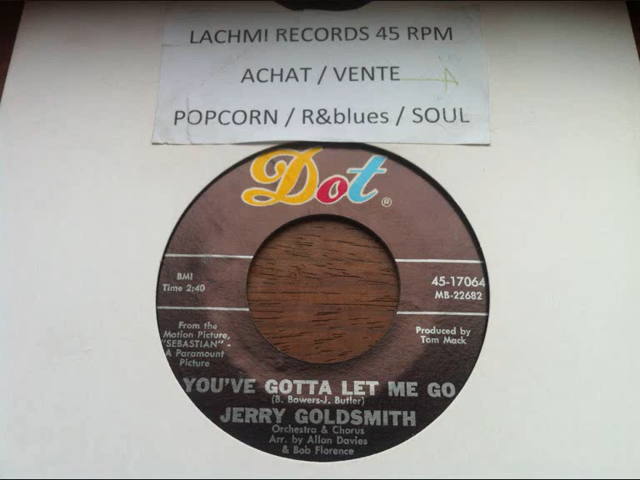 LACHMI RECORDS 45 RPM
ACHAT / VENTE
POPCORN / R&blues / SOUL
Dot®
BMI
Time 2:40
45-17064
MB-22682
From the
Motion Picture,
"SEBASTIAN" -
A Paramount
Picture
Produced by
Tom Mack
YOU'VE GOTTA LET ME GO
(B. Bowers-J. Butler)
JERRY GOLDSMITH
Orchestra & Chorus
Arr. by Allan Davies
& Bob Florence